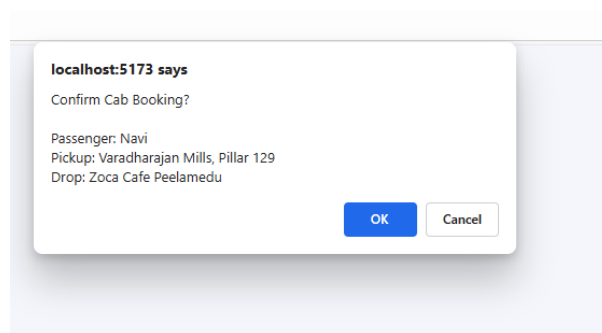 localhost:5173 says
Confirm Cab Booking?
Passenger: Navi
Pickup: Varadharajan Mills, Pillar 129
Drop: Zoca Cafe Peelamedu
OK
Cancel